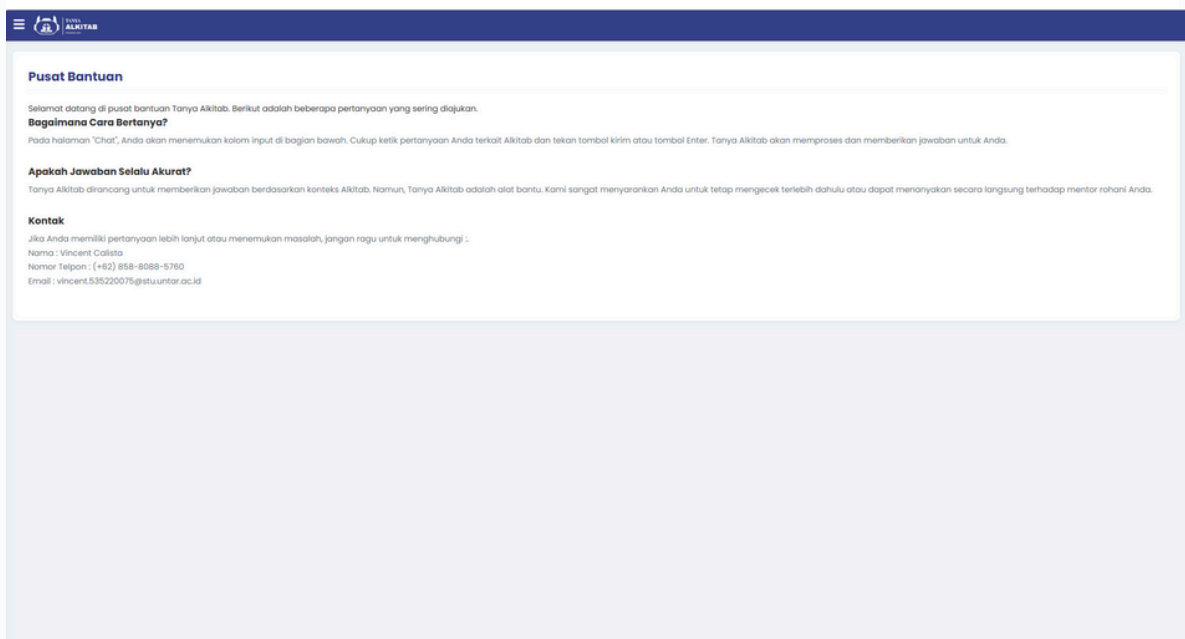 TANYA
ALKITAB
Pusat Bantuan
Selamat datang di pusat bantuan Tanya Alkitab. Berikut adalah beberapa pertanyaan yang sering diajukan.
Bagaimana Cara Bertanya?
Pada halaman "Chat", Anda akan menemukan kolom input di bagian bawah. Cukup ketik pertanyaan Anda terkait Alkitab dan tekan tombol kirim atau tombol Enter. Tanya Alkitab akan memproses dan memberikan jawaban untuk Anda.
Apakah Jawaban Selalu Akurat?
Tanya Alkitab dirancang untuk memberikan jawaban berdasarkan konteks Alkitab. Namun, Tanya Alkitab adalah alat bantu. Kami sangat menyarankan Anda untuk tetap mengecek terlebih dahulu atau dapat menanyakan secara langsung terhadap mentor rohani Anda.
Kontak
Jika Anda memiliki pertanyaan lebih lanjut atau menemukan masalah, jangan ragu untuk menghubungi :.
Nama : Vincent Calista
Nomor Telpon : (+62) 858-8088-5760
Email : vincent.535220075@stu.untar.ac.id